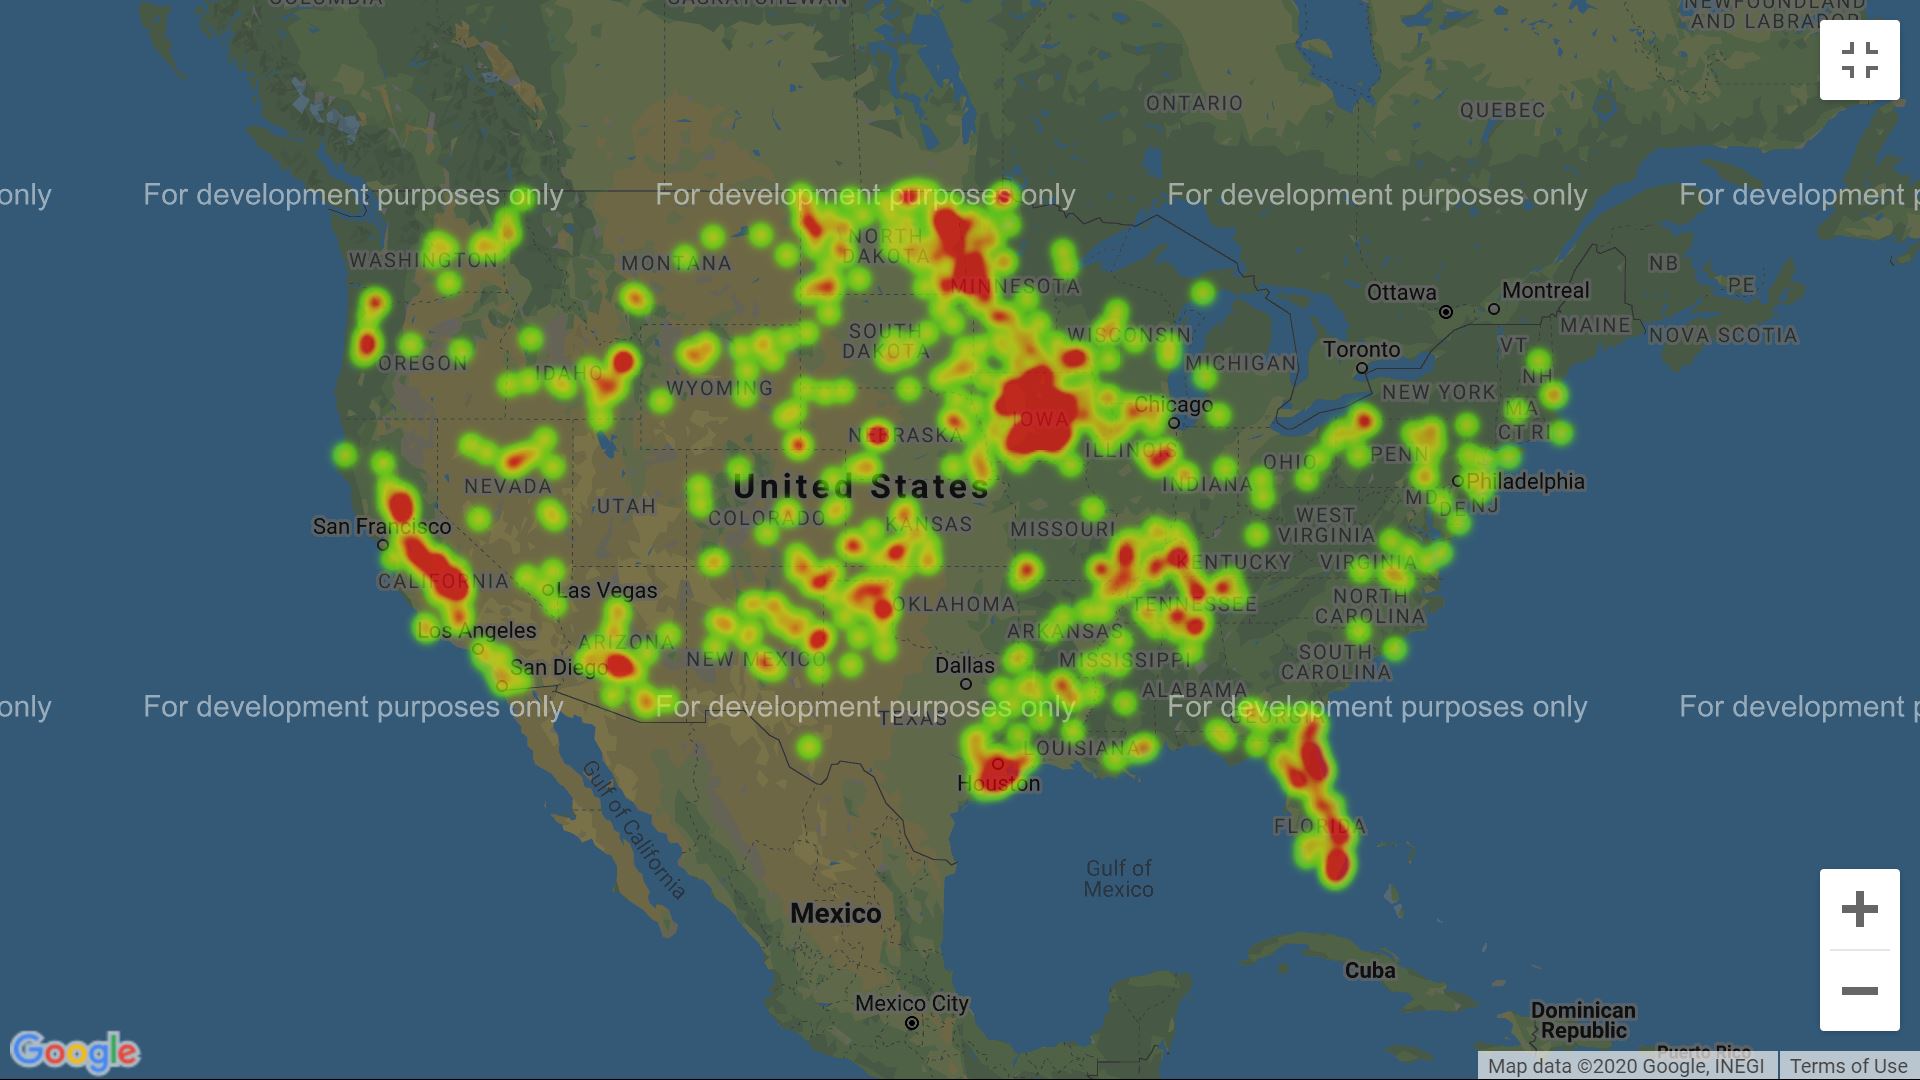 COLUMBIA
SASKATCHEWAN
NEWFOUNDLAND
AND LABRADOR
ONTARIO
QUEBEC
only
For development purposes only
For development purposes only
For development purposes only
For development p
WASHINGTON
MONTANA
NORTH
DAKOTA
MINNESOTA
NB
PE
Ottawa
Montreal
MAINE
NOVA SCOTIA
OREGON
IDAHO
WYOMING
SOUTH
DAKOTA
WISCONSIN
MICHIGAN
Toronto
VT
NH
NEW YORK
MA
CT RI
NEBRASKA
IOWA
Chicago
ILLINOIS
INDIANA
OHIO
PENN
Philadelphia
MD
DE NJ
NEVADA
UTAH
United States
COLORADO
KANSAS
MISSOURI
WEST
VIRGINIA
KENTUCKY
VIRGINIA
San Francisco
CALIFORNIA
Las Vegas
OKLAHOMA
TENNESSEE
NORTH
CAROLINA
Los Angeles
ARIZONA
NEW MEXICO
ARKANSAS
SOUTH
CAROLINA
San Diego
Dallas
MISSISSIPPI
ALABAMA
only
For development purposes only
For development purposes only
For development purposes only
For development p
TEXAS
GEORGIA
LOUISIANA
Houston
FLORIDA
Gulf of California
Gulf of
Mexico
Mexico
Cuba
Mexico City
Dominican
Republic
Puerto Rico
Google
Map data ©2020 Google, INEGI
Terms of Use